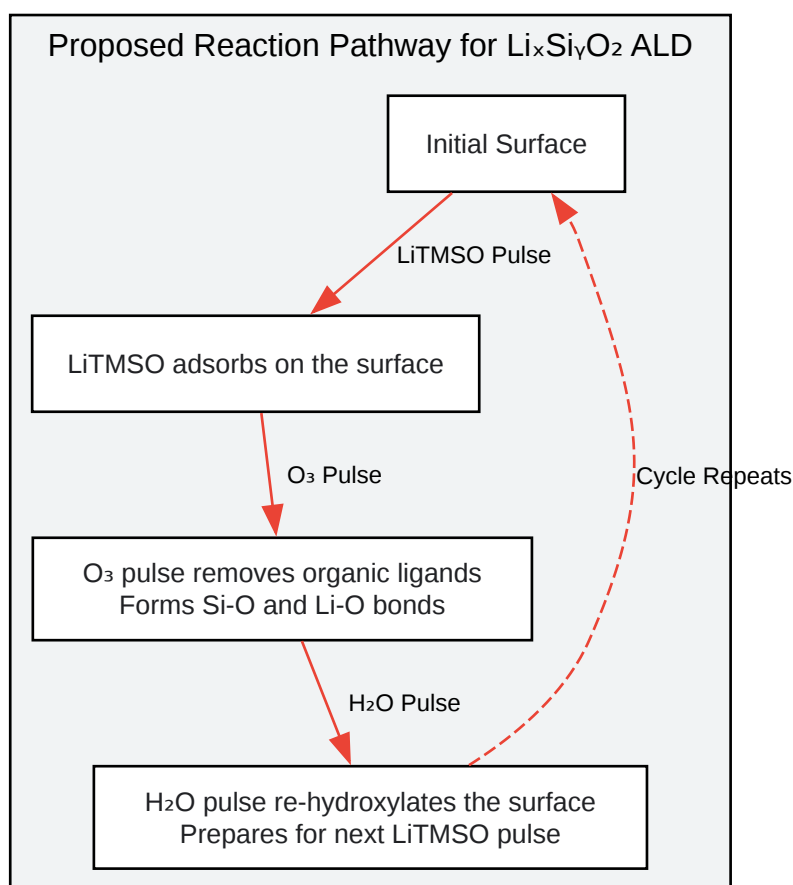 Proposed Reaction Pathway for LiₓSiᵧO₂ ALD
Initial Surface
LiTMSO Pulse
LiTMSO adsorbs on the surface
O₃ Pulse
Cycle Repeats
O₃ pulse removes organic ligands
Forms Si-O and Li-O bonds
H₂O Pulse
H₂O pulse re-hydroxylates the surface
Prepares for next LiTMSO pulse